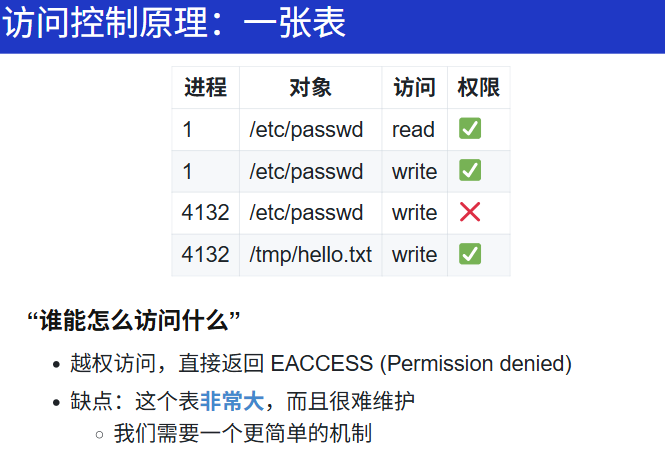 访问控制原理：一张表
进程 对象 访问 权限
1 /etc/passwd read ✅
1 /etc/passwd write ✅
4132 /etc/passwd write ❌
4132 /tmp/hello.txt write ✅
“谁能怎么访问什么”
• 越权访问，直接返回 EACCESS (Permission denied)
• 缺点：这个表非常大，而且很难维护
○ 我们需要一个更简单的机制